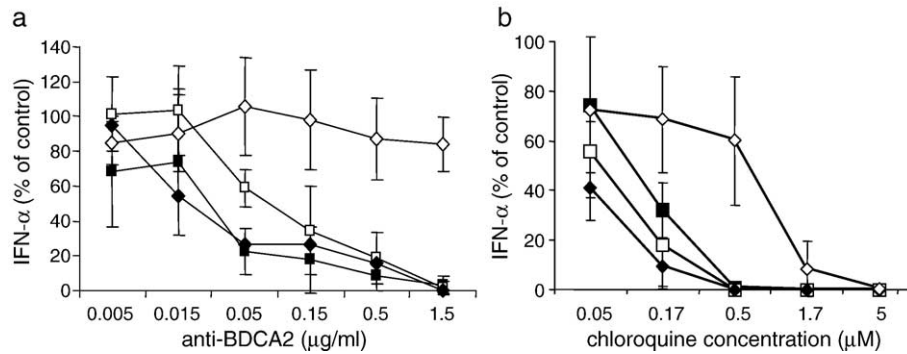 a
IFN-α (% of control)
140
120
100
80
60
40
20
0
0.005 0.015 0.05 0.15 0.5 1.5
anti-BDCA2 (μg/ml)
b
IFN-α (% of control)
100
80
60
40
20
0
0.05 0.17 0.5 1.7 5
chloroquine concentration (μM)